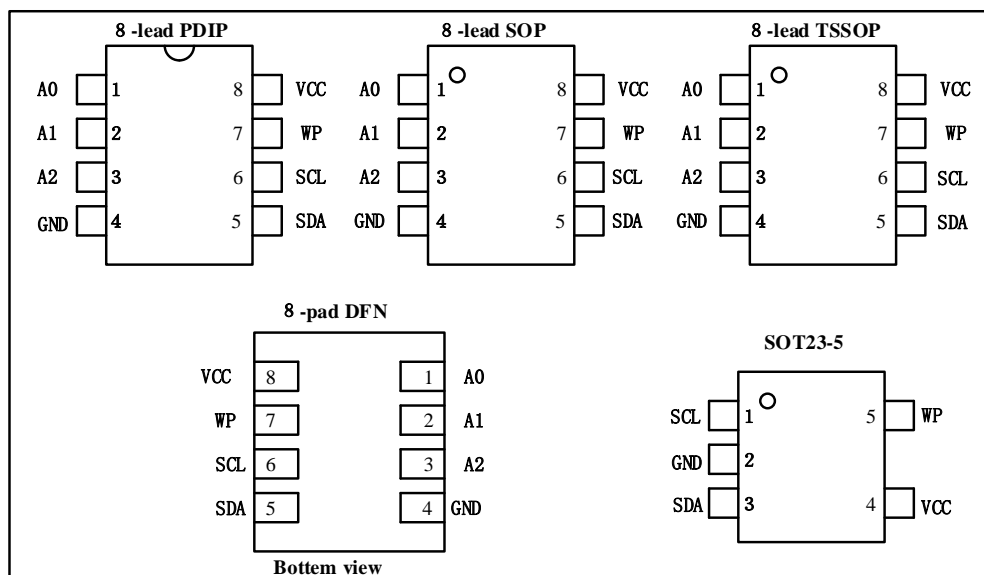 8 -lead PDIP
A0 1 8 VCC
A1 2 7 WP
A2 3 6 SCL
GND 4 5 SDA
8 -lead SOP
A0 1 8 VCC
A1 2 7 WP
A2 3 6 SCL
GND 4 5 SDA
8 -lead TSSOP
A0 1 8 VCC
A1 2 7 WP
A2 3 6 SCL
GND 4 5 SDA
8 -pad DFN
VCC 8 1 A0
WP 7 2 A1
SCL 6 3 A2
SDA 5 4 GND
Bottem view
SOT23-5
SCL 1 5 WP
GND 2
SDA 3 4 VCC